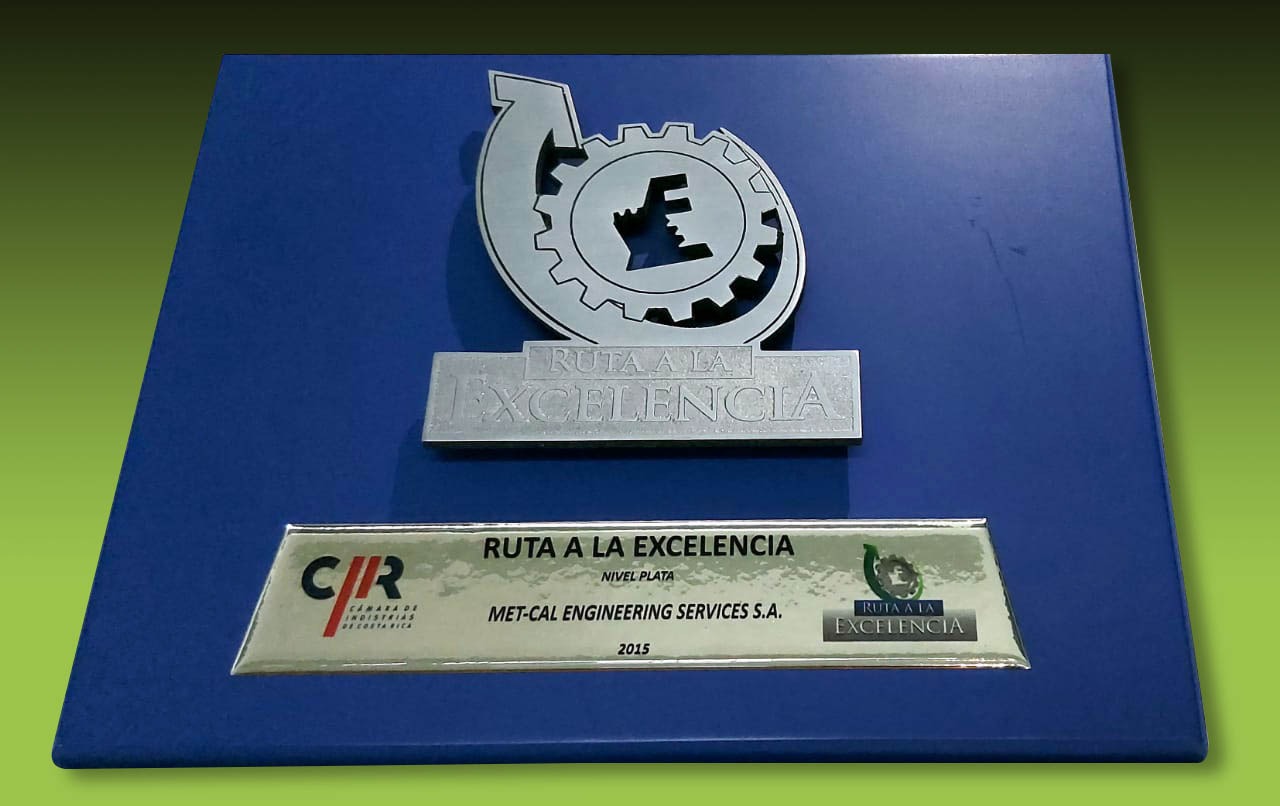 RUTA A LA
EXCELENCIA
RUTA A LA EXCELENCIA
NIVEL PLATA
MET-CAL ENGINEERING SERVICES S.A.
2015
CIR
CÁMARA DE
INDUSTRIAS
DE COSTA RICA
RUTA A LA
EXCELENCIA